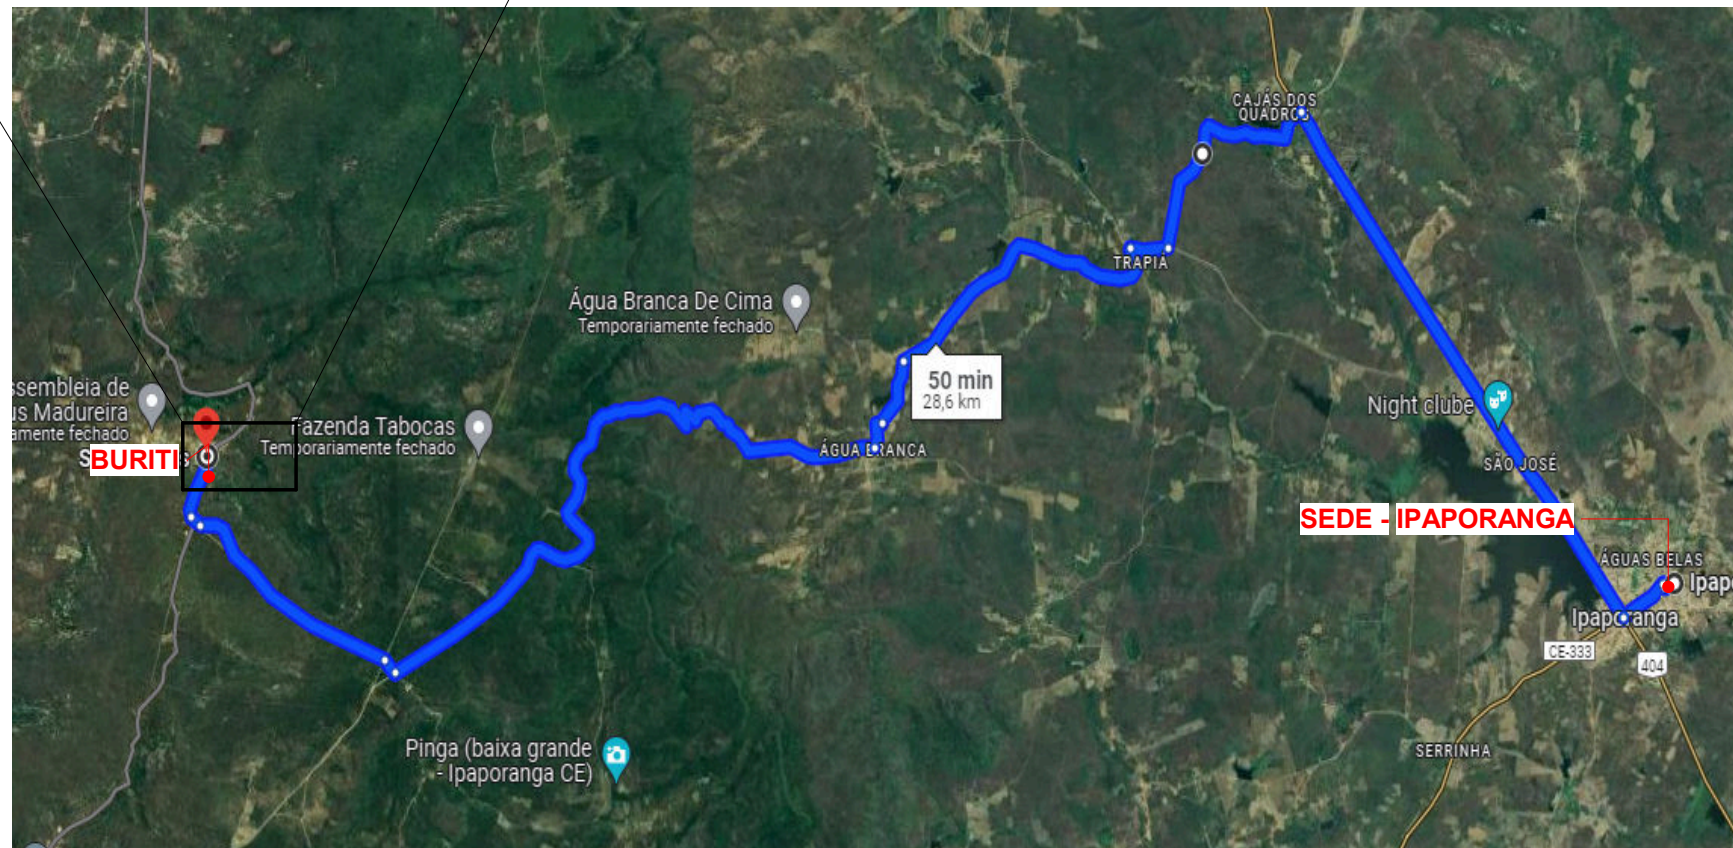 CAJÁS DOS
QUADROS
TRAPIÁ
Água Branca De Cima
Temporariamente fechado
50 min
28,6 km
ssembleia de
us Madureira
amente fechado
Fazenda Tabocas
Temporariamente fechado
BURITI
ÁGUA BRANCA
Night clube
SÃO JOSÉ
SEDE - IPAPORANGA
ÁGUAS BELAS
Ipap
Ipaporanga
CE-333
404
SERRINHA
Pinga (baixa grande
- Ipaporanga CE)